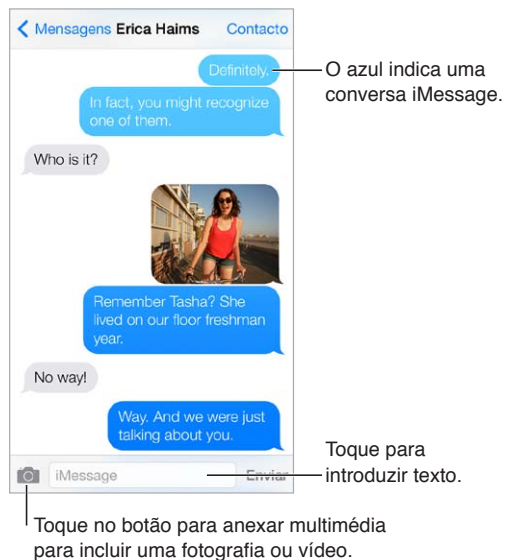 Mensagens Erica Haims Contacto
Definitely.
O azul indica uma
conversa iMessage.
In fact, you might recognize
one of them.
Who is it?
Remember Tasha? She
lived on our floor freshman
year.
No way!
Way. And we were just
talking about you.
iMessage Enviar
Toque para
introduzir texto.
Toque no botão para anexar multimédia
para incluir uma fotografia ou vídeo.